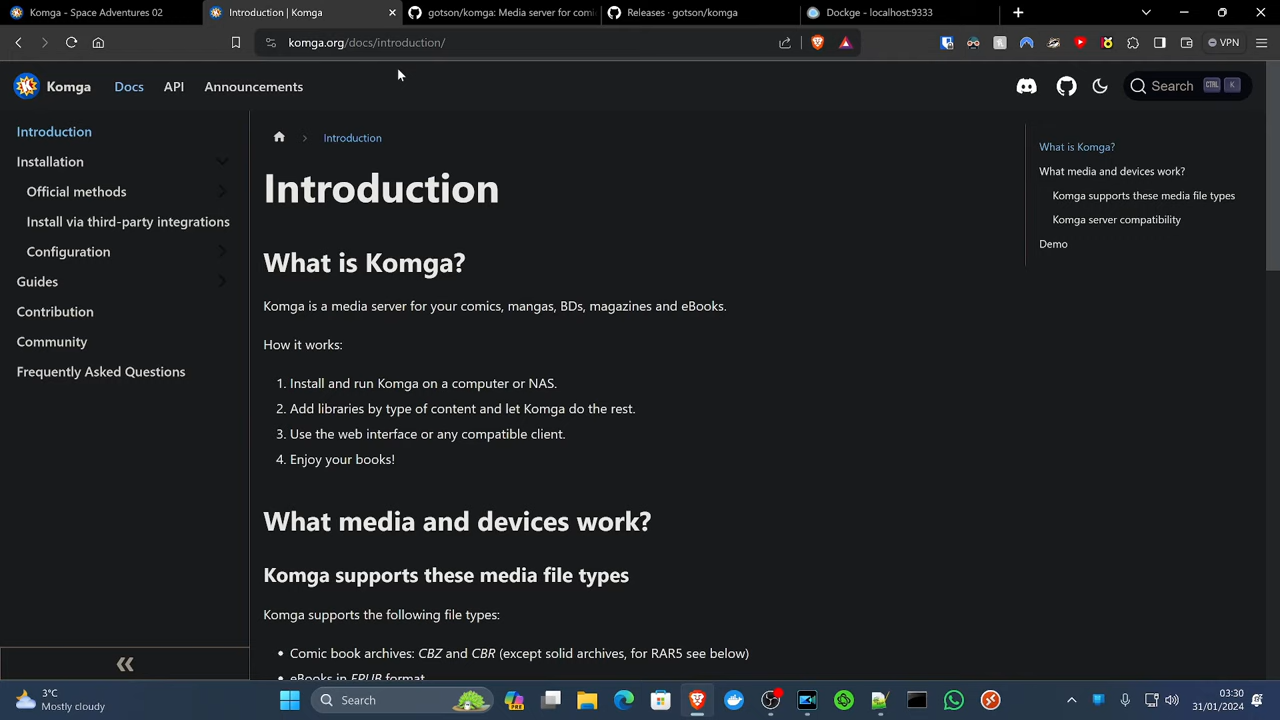 Komga - Space Adventures 02
Introduction | Komga
gotson/komga: Media server for comi
Releases · gotson/komga
Dockge - localhost:9333
komga.org/docs/introduction/
VPN
Komga
Docs
API
Announcements
Search
CTRL
K
Introduction
Installation
Official methods
Install via third-party integrations
Configuration
Guides
Contribution
Community
Frequently Asked Questions
Introduction
Introduction
What is Komga?
Komga is a media server for your comics, mangas, BDs, magazines and eBooks.
How it works:
1. Install and run Komga on a computer or NAS.
2. Add libraries by type of content and let Komga do the rest.
3. Use the web interface or any compatible client.
4. Enjoy your books!
What media and devices work?
Komga supports these media file types
Komga supports the following file types:
• Comic book archives: CBZ and CBR (except solid archives, for RAR5 see below)
• eBooks in EPUB format
What is Komga?
What media and devices work?
Komga supports these media file types
Komga server compatibility
Demo
3°C
Mostly cloudy
Search
03:30
31/01/2024